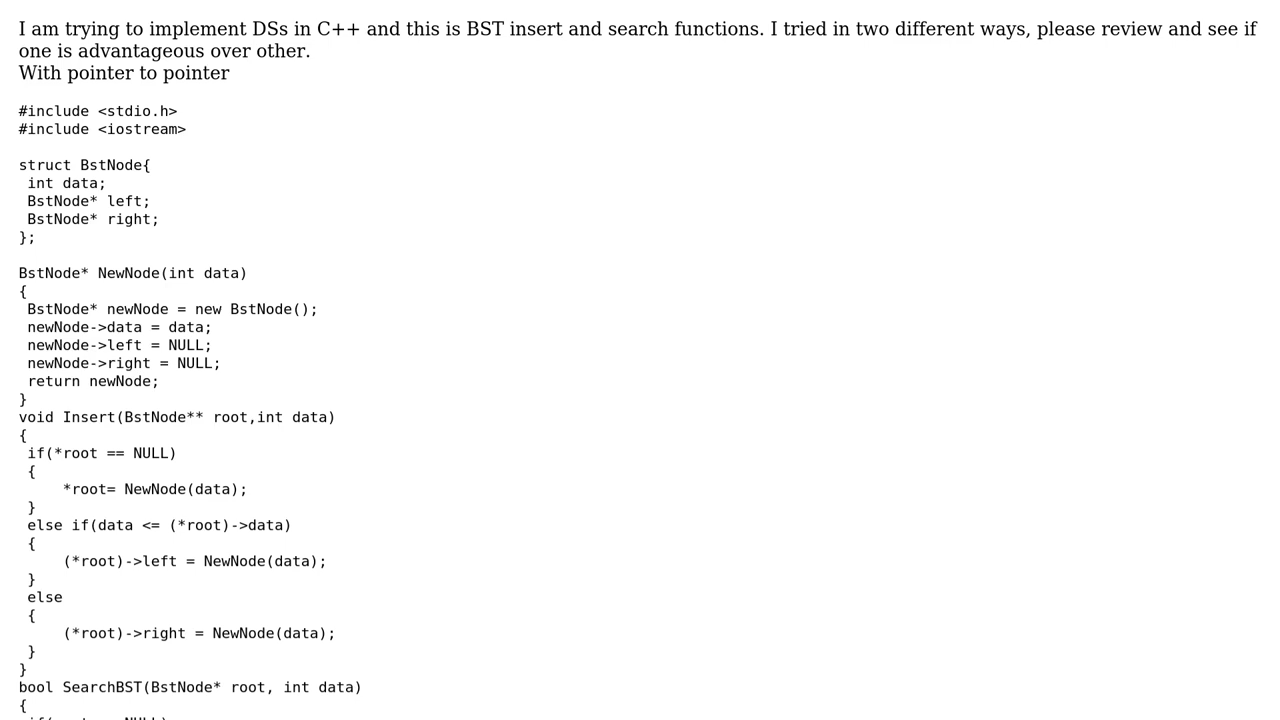 I am trying to implement DSs in C++ and this is BST insert and search functions. I tried in two different ways, please review and see if
one is advantageous over other.
With pointer to pointer
#include <stdio.h>
#include <iostream>
struct BstNode{
 int data;
 BstNode* left;
 BstNode* right;
};
BstNode* NewNode(int data)
{
 BstNode* newNode = new BstNode();
 newNode->data = data;
 newNode->left = NULL;
 newNode->right = NULL;
 return newNode;
}
void Insert(BstNode** root,int data)
{
 if(*root == NULL)
 {
     *root= NewNode(data);
 }
 else if(data <= (*root)->data)
 {
     (*root)->left = NewNode(data);
 }
 else
 {
     (*root)->right = NewNode(data);
 }
}
bool SearchBST(BstNode* root, int data)
{